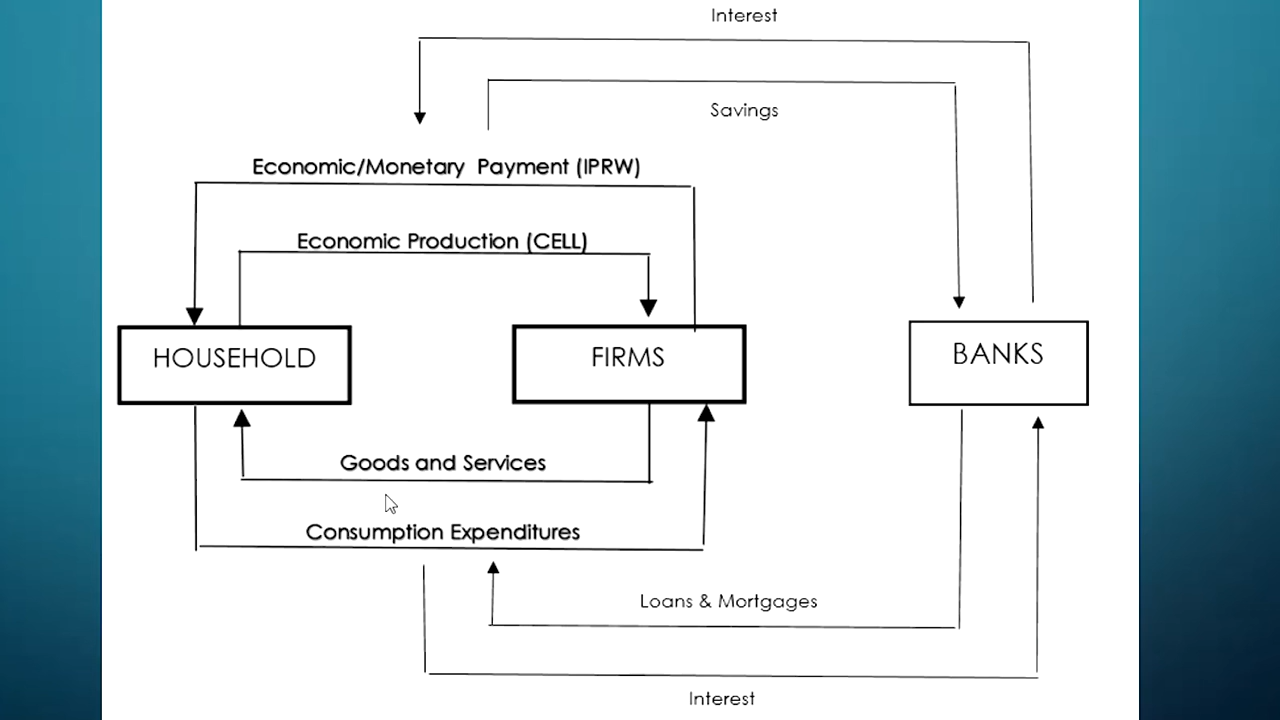 Interest
Savings
Economic/Monetary Payment (IPRW)
Economic Production (CELL)
HOUSEHOLD
FIRMS
BANKS
Goods and Services
Consumption Expenditures
Loans & Mortgages
Interest